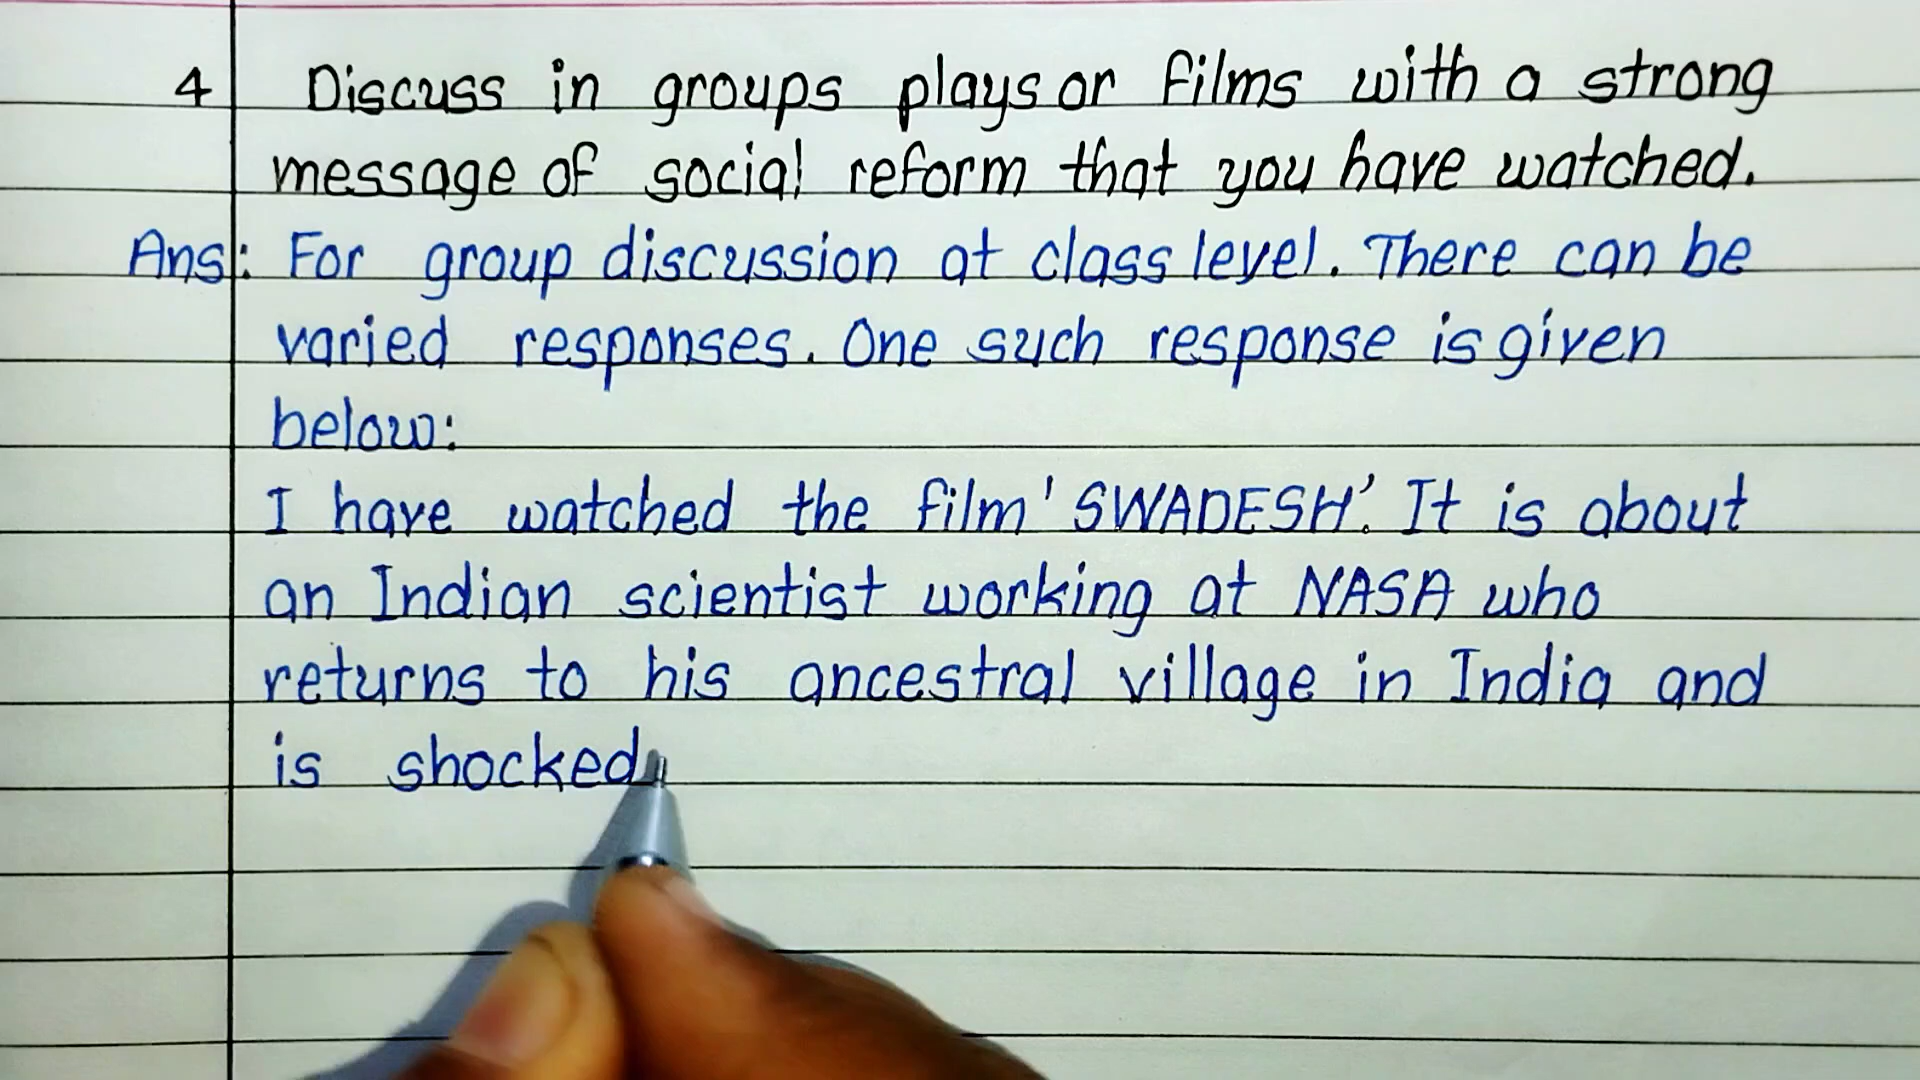 4 Discuss in groups plays or films with a strong
message of social reform that you have watched.
Ans: For group discussion at class level. There can be
varied responses. One such response is given
below:
I have watched the film 'SWADESH'. It is about
an Indian scientist working at NASA who
returns to his ancestral village in India and
is shocked